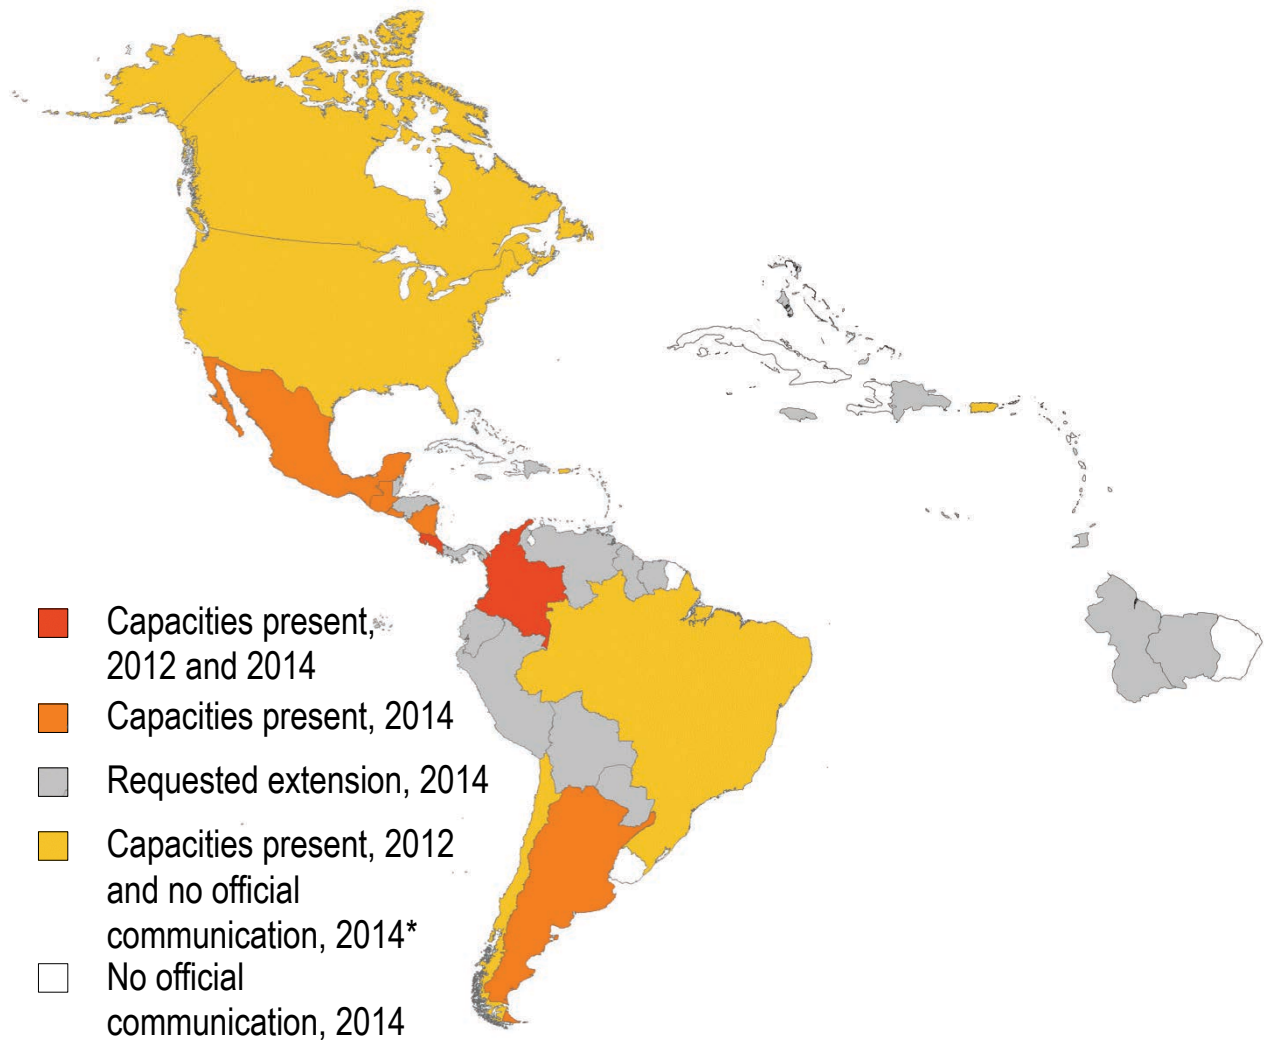 Capacities present,
2012 and 2014
Capacities present, 2014
Requested extension, 2014
Capacities present, 2012
and no official
communication, 2014*
No official
communication, 2014